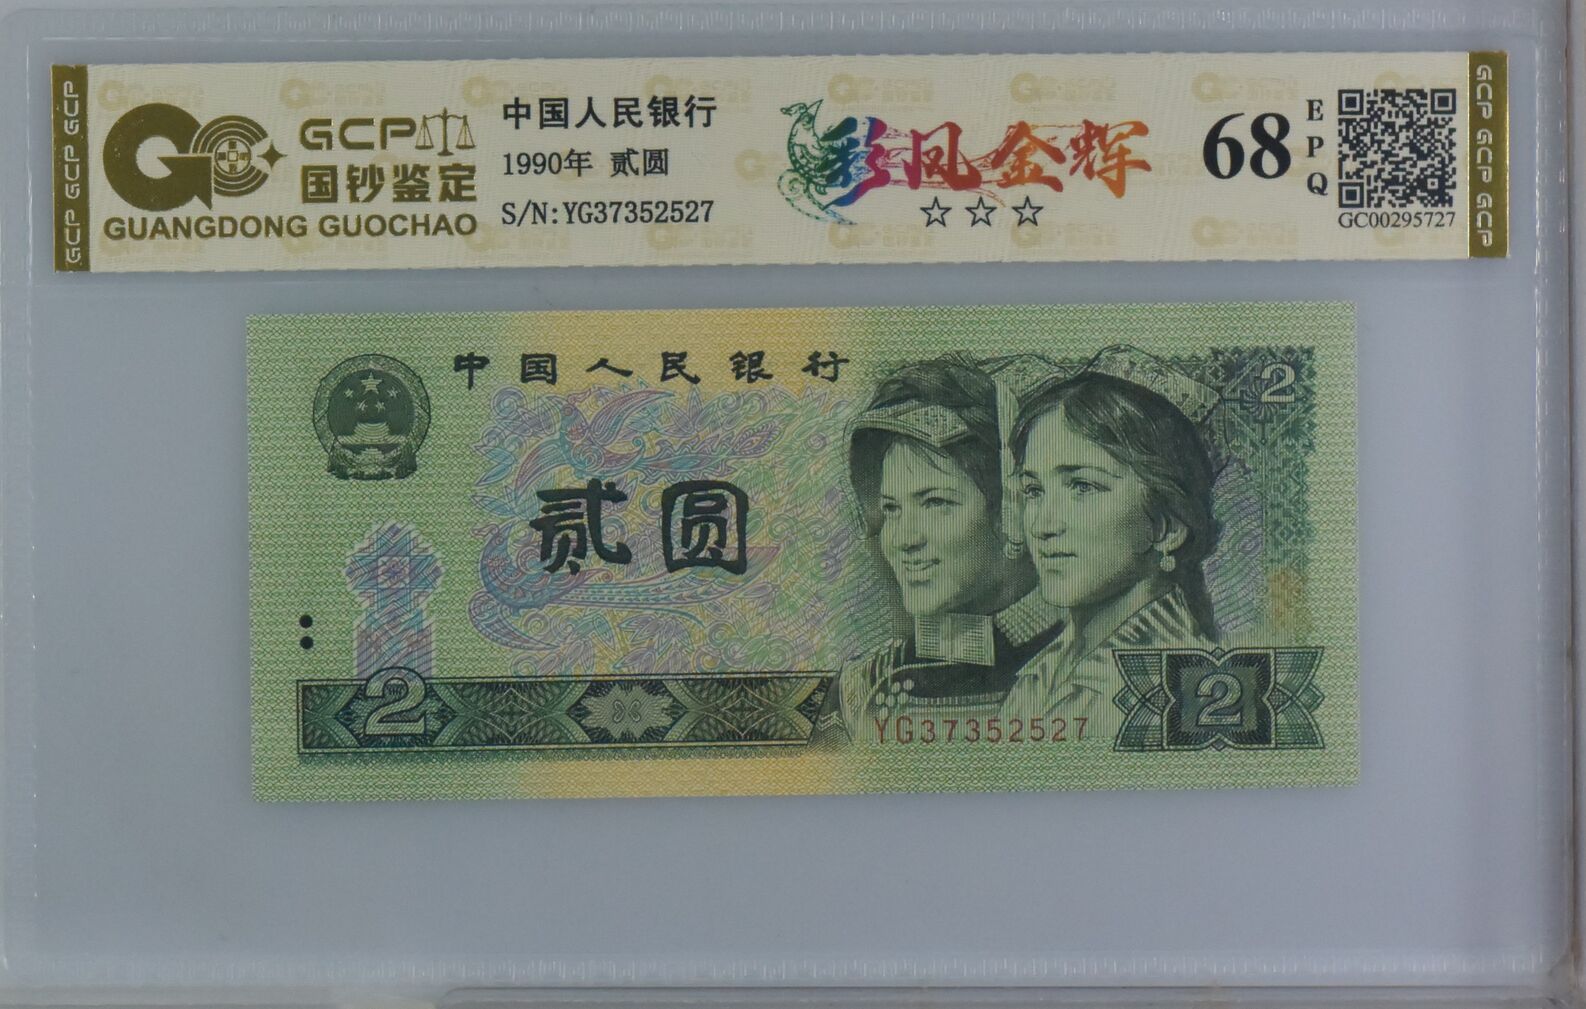 GCP GCP GCP
GCP
国钞鉴定
GUANGDONG GUOCHAO
中国人民银行
1990年 贰圆
S/N:YG37352527
彩凤金辉
☆☆☆
68
EPQ
GC00295727
GCP GCP GCP
中国人民银行
2
贰圆
2
YG37352527
2